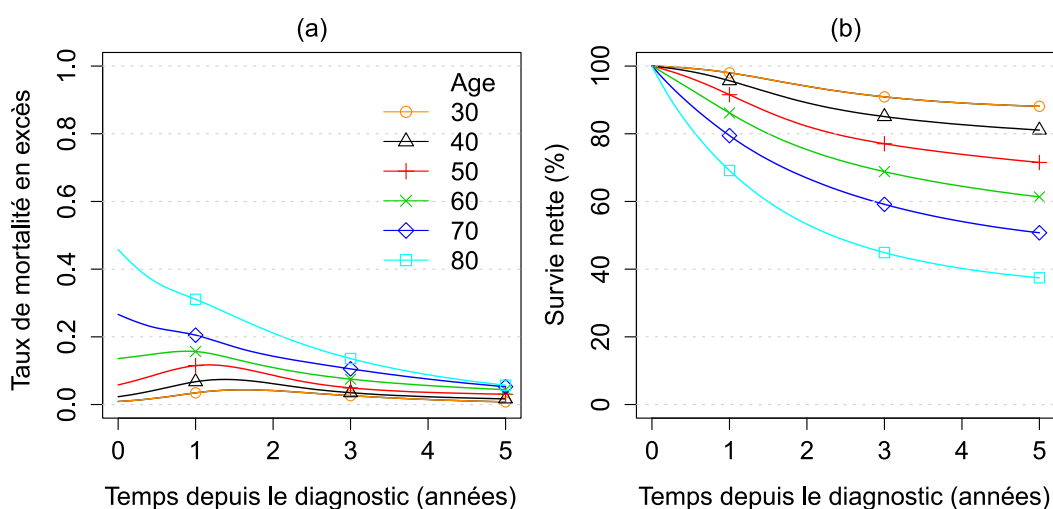 (a)
Taux de mortalité en excès
1.0
0.8
0.6
0.4
0.2
0.0
Age
30
40
50
60
70
80
0 1 2 3 4 5
Temps depuis le diagnostic (années)
(b)
Survie nette (%)
100
80
60
40
20
0
0 1 2 3 4 5
Temps depuis le diagnostic (années)